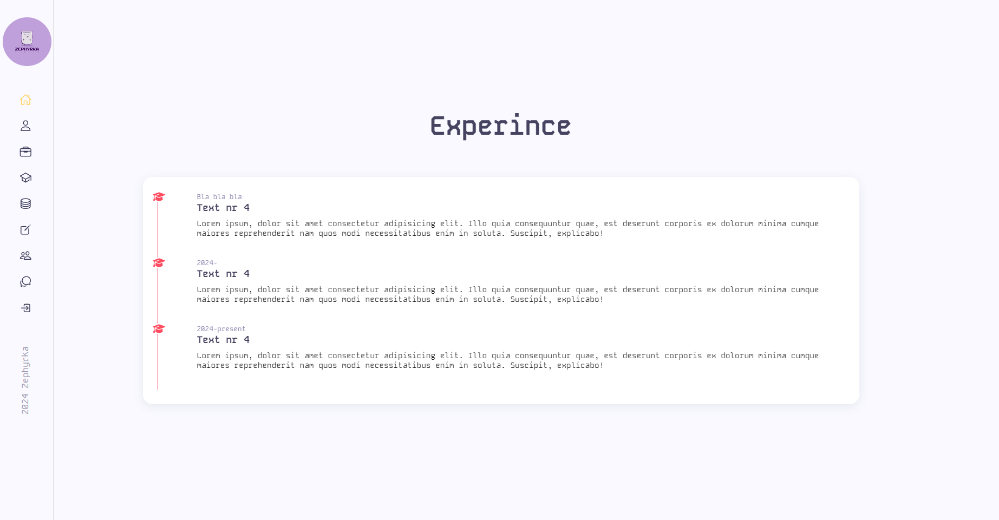 ZEPHYRKA
Experince
Bla bla bla
Text nr 4
Lorem ipsum, dolor sit amet consectetur adipisicing elit. Illo quia consequuntur quae, est deserunt corporis ex dolorum minima cumque
maiores reprehenderit nam quos modi necessitatibus enim in soluta. Suscipit, explicabo!
2024-
Text nr 4
Lorem ipsum, dolor sit amet consectetur adipisicing elit. Illo quia consequuntur quae, est deserunt corporis ex dolorum minima cumque
maiores reprehenderit nam quos modi necessitatibus enim in soluta. Suscipit, explicabo!
2024-present
Text nr 4
Lorem ipsum, dolor sit amet consectetur adipisicing elit. Illo quia consequuntur quae, est deserunt corporis ex dolorum minima cumque
maiores reprehenderit nam quos modi necessitatibus enim in soluta. Suscipit, explicabo!
2024 Zephyrka